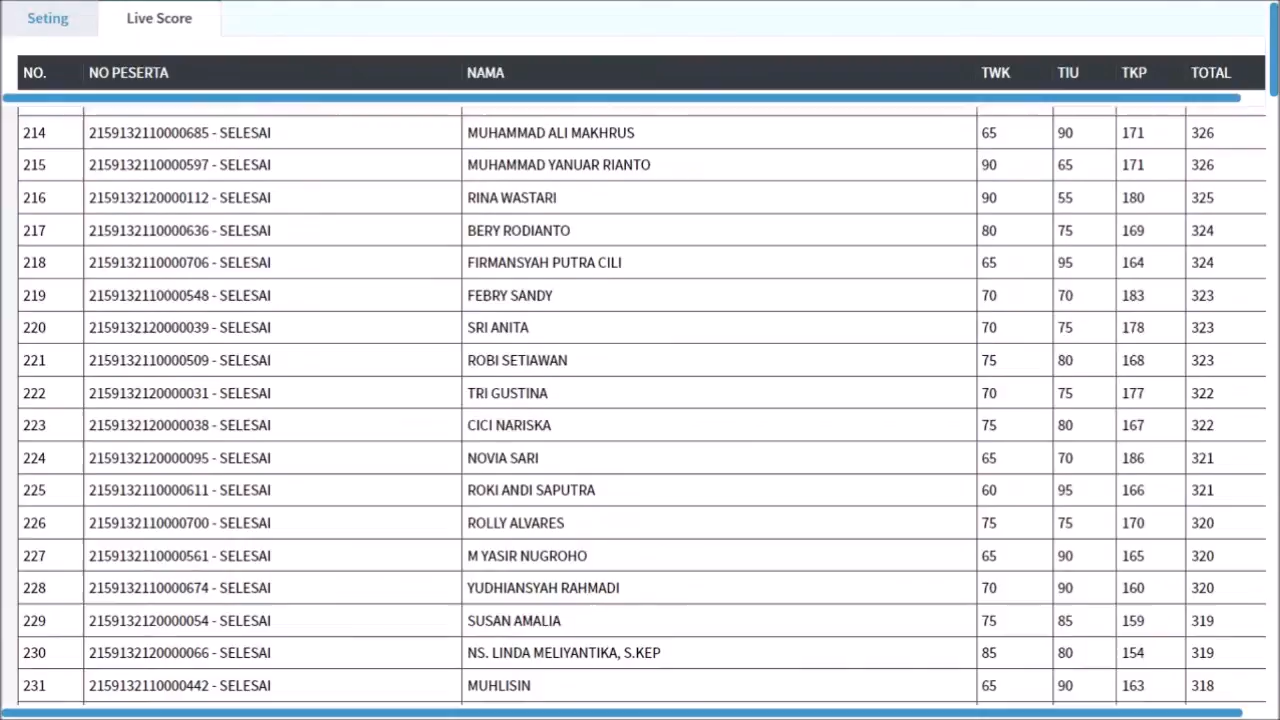 Seting Live Score
NO. NO PESERTA NAMA TWK TIU TKP TOTAL
214 2159132110000685 - SELESAI MUHAMMAD ALI MAKHRUS 65 90 171 326
215 2159132110000597 - SELESAI MUHAMMAD YANUAR RIANTO 90 65 171 326
216 2159132120000112 - SELESAI RINA WASTARI 90 55 180 325
217 2159132110000636 - SELESAI BERY RODIANTO 80 75 169 324
218 2159132110000706 - SELESAI FIRMANSYAH PUTRA CILI 65 95 164 324
219 2159132110000548 - SELESAI FEBRY SANDY 70 70 183 323
220 2159132120000039 - SELESAI SRI ANITA 70 75 178 323
221 2159132110000509 - SELESAI ROBI SETIAWAN 75 80 168 323
222 2159132120000031 - SELESAI TRI GUSTINA 70 75 177 322
223 2159132120000038 - SELESAI CICI NARISKA 75 80 167 322
224 2159132120000095 - SELESAI NOVIA SARI 65 70 186 321
225 2159132110000611 - SELESAI ROKI ANDI SAPUTRA 60 95 166 321
226 2159132110000700 - SELESAI ROLLY ALVARES 75 75 170 320
227 2159132110000561 - SELESAI M YASIR NUGROHO 65 90 165 320
228 2159132110000674 - SELESAI YUDHIANSYAH RAHMADI 70 90 160 320
229 2159132120000054 - SELESAI SUSAN AMALIA 75 85 159 319
230 2159132120000066 - SELESAI NS. LINDA MELIYANTIKA, S.KEP 85 80 154 319
231 2159132110000442 - SELESAI MUHLISIN 65 90 163 318